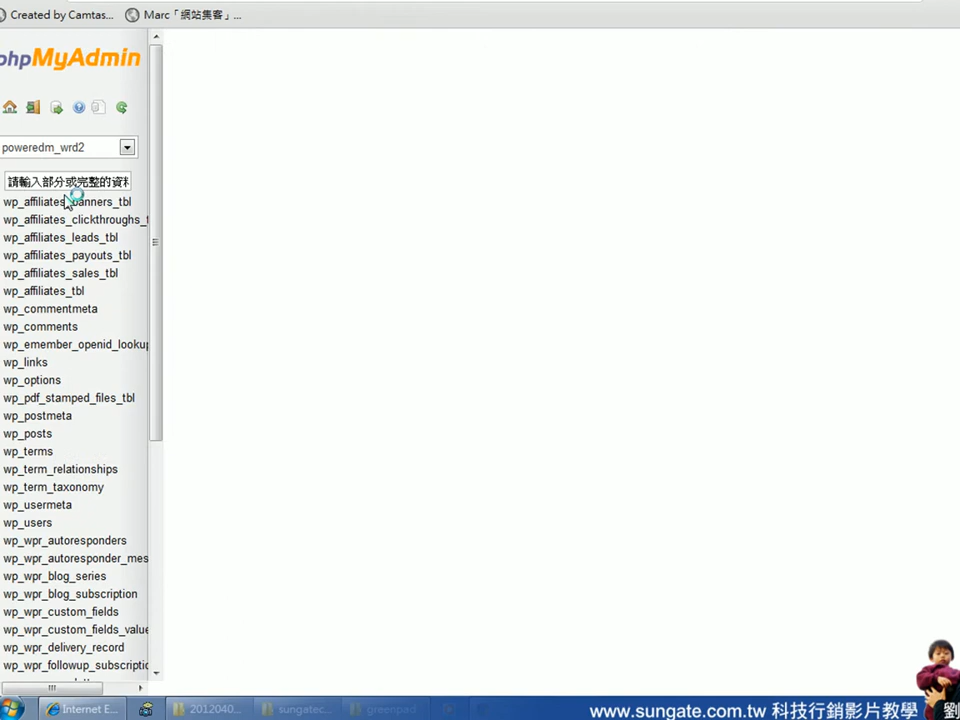 Created by Camtas...
Marc「網站集客」...
phpMyAdmin
poweredm_wrd2
請輸入部分或完整的資料
wp_affiliates_banners_tbl
wp_affiliates_clickthroughs_t
wp_affiliates_leads_tbl
wp_affiliates_payouts_tbl
wp_affiliates_sales_tbl
wp_affiliates_tbl
wp_commentmeta
wp_comments
wp_emember_openid_looku
wp_links
wp_options
wp_pdf_stamped_files_tbl
wp_postmeta
wp_posts
wp_terms
wp_term_relationships
wp_term_taxonomy
wp_usermeta
wp_users
wp_wpr_autoresponders
wp_wpr_autoresponder_mes
wp_wpr_blog_series
wp_wpr_blog_subscription
wp_wpr_custom_fields
wp_wpr_custom_fields_value
wp_wpr_delivery_record
wp_wpr_followup_subscriptio
Internet E...
2012040...
sungatec...
greenpad
www.sungate.com.tw 科技行銷影片教學 劉